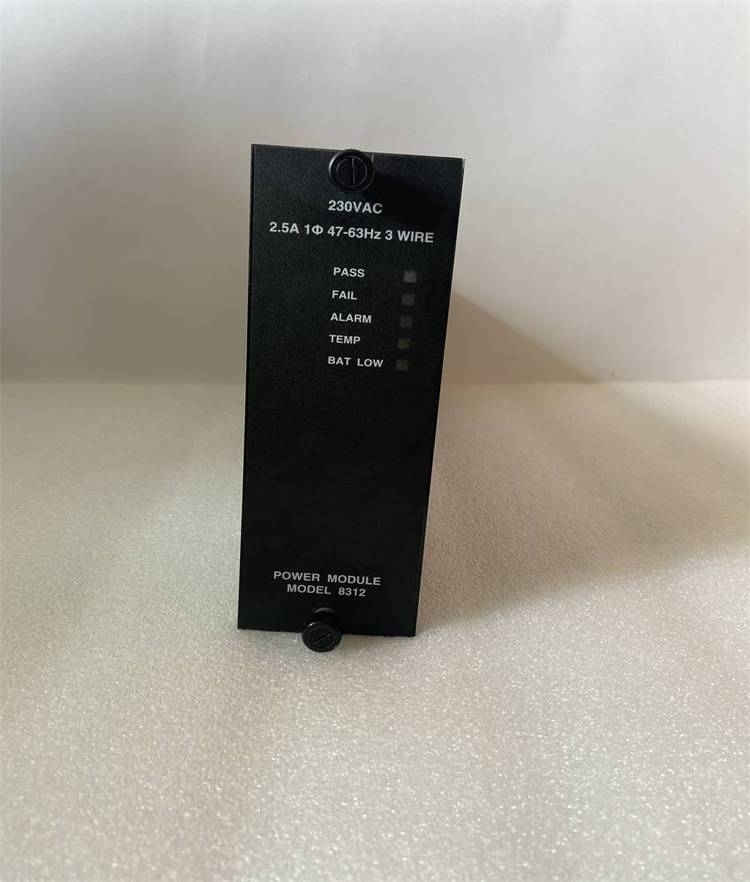 230VAC
2.5A 1Φ 47-63Hz 3 WIRE
PASS
FAIL
ALARM
TEMP
BAT LOW
POWER MODULE
MODEL 8312